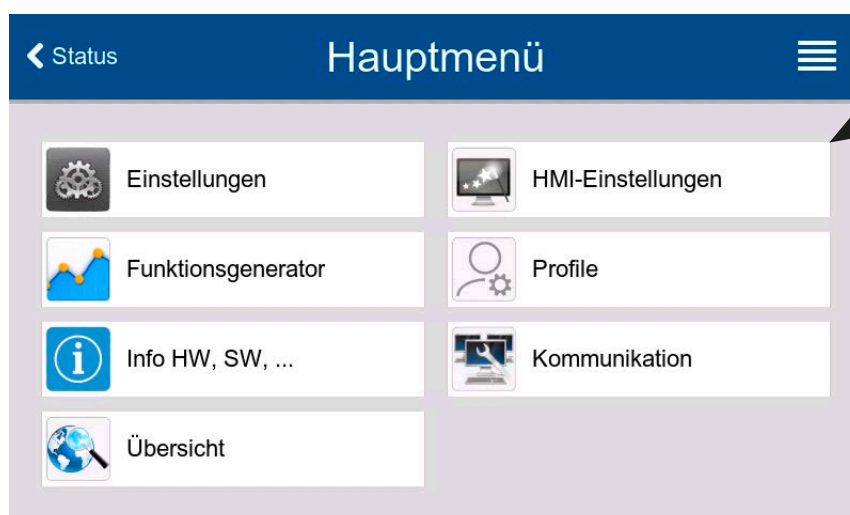 Status
Hauptmenü
Einstellungen
HMI-Einstellungen
Funktionsgenerator
Profile
Info HW, SW, ...
Kommunikation
Übersicht